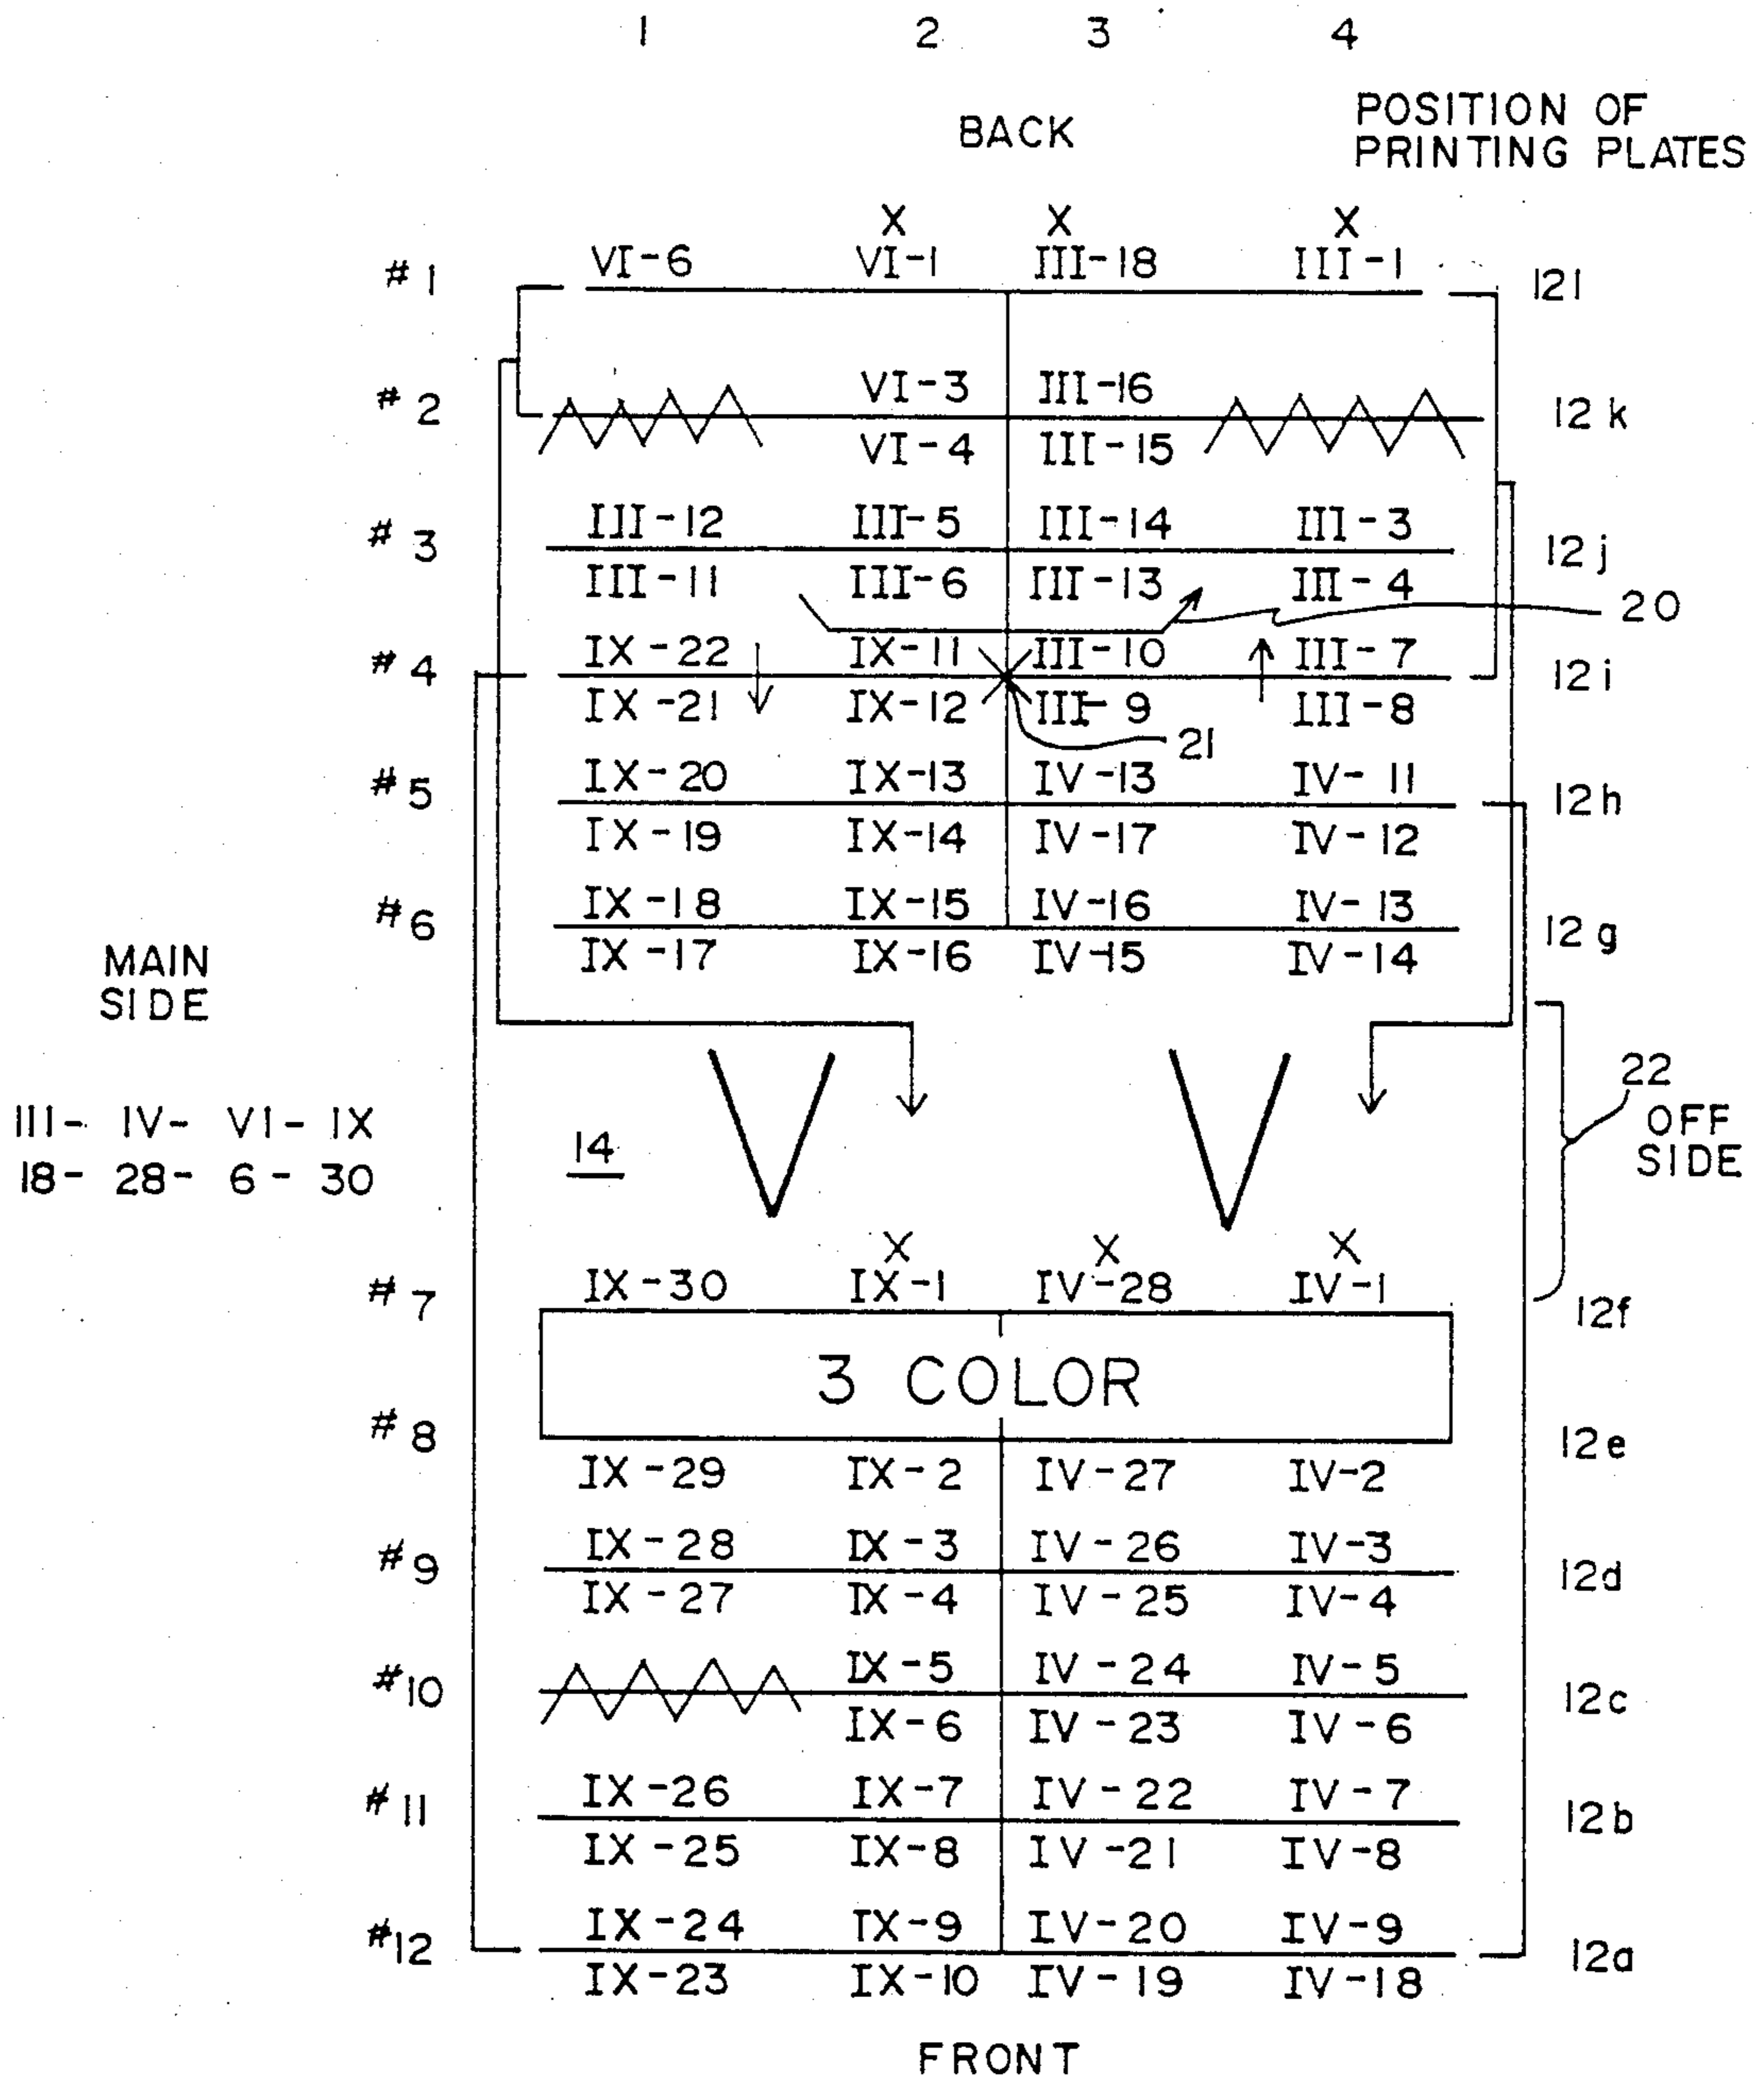 1 2 3 4
POSITION OF
PRINTING PLATES
BACK
X X X
#1 VI-6 VI-1 III-18 III-1 12l
VI-3 III-16
#2 12k
VI-4 III-15
III-12 III-5 III-14 III-3
#3 12j
III-11 III-6 III-13 III-4
20
IX-22 IX-11 III-10 III-7
#4 12i
IX-21 IX-12 III-9 III-8
21
IX-20 IX-13 IV-13 IV-11
#5 12h
IX-19 IX-14 IV-17 IV-12
IX-18 IX-15 IV-16 IV-13
#6 12g
IX-17 IX-16 IV-15 IV-14
MAIN
SIDE
22
OFF
SIDE
III- IV- VI- IX
18- 28- 6- 30
14
X X X
IX-30 IX-1 IV-28 IV-1
#7 12f
3 COLOR
#8 12e
IX-29 IX-2 IV-27 IV-2
IX-28 IX-3 IV-26 IV-3
#9 12d
IX-27 IX-4 IV-25 IV-4
IX-5 IV-24 IV-5
#10 12c
IX-6 IV-23 IV-6
IX-26 IX-7 IV-22 IV-7
#11 12b
IX-25 IX-8 IV-21 IV-8
IX-24 IX-9 IV-20 IV-9
#12 12a
IX-23 IX-10 IV-19 IV-18
FRONT